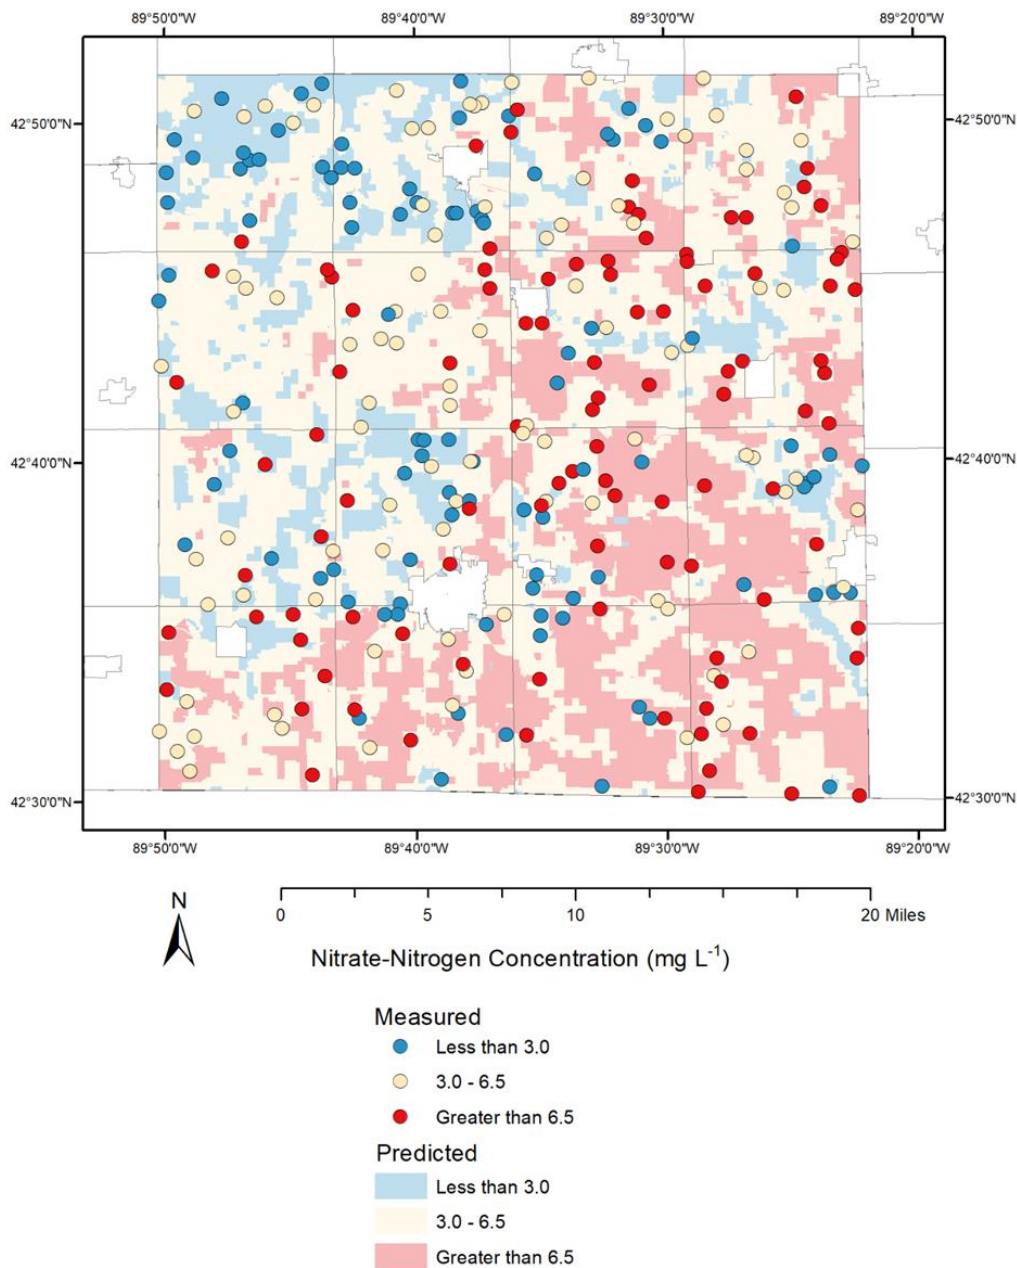 89°50'0"W 89°40'0"W 89°30'0"W 89°20'0"W
42°50'0"N 42°50'0"N
42°40'0"N 42°40'0"N
42°30'0"N 42°30'0"N
89°50'0"W 89°40'0"W 89°30'0"W 89°20'0"W
N
0 5 10 20 Miles
Nitrate-Nitrogen Concentration (mg L⁻¹)
Measured
Less than 3.0
3.0 - 6.5
Greater than 6.5
Predicted
Less than 3.0
3.0 - 6.5
Greater than 6.5